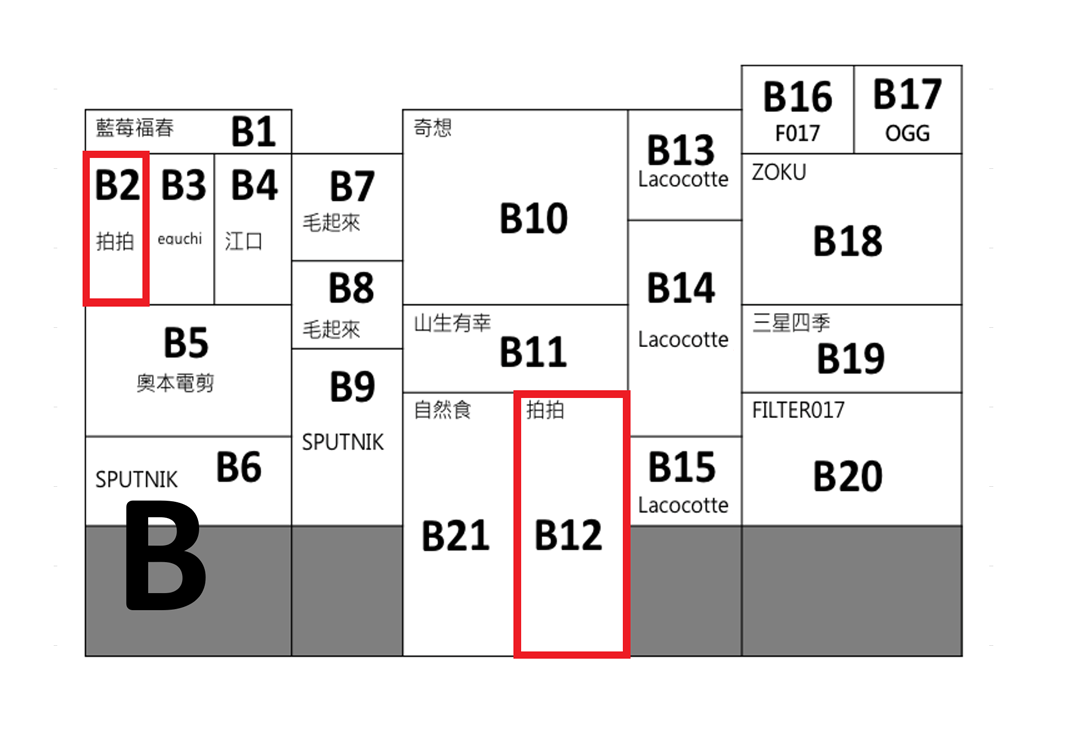 藍莓福春 B1
B2
拍拍
B3
eguchi
B4
江口
B5
奧本電剪
SPUTNIK B6
B
B7
毛起來
B8
毛起來
B9
SPUTNIK
奇想
B10
山生有幸
B11
自然食
B21
拍拍
B12
B13
Lacocotte
B14
Lacocotte
B15
Lacocotte
B16
F017
B17
OGG
ZOKU
B18
三星四季
B19
FILTER017
B20